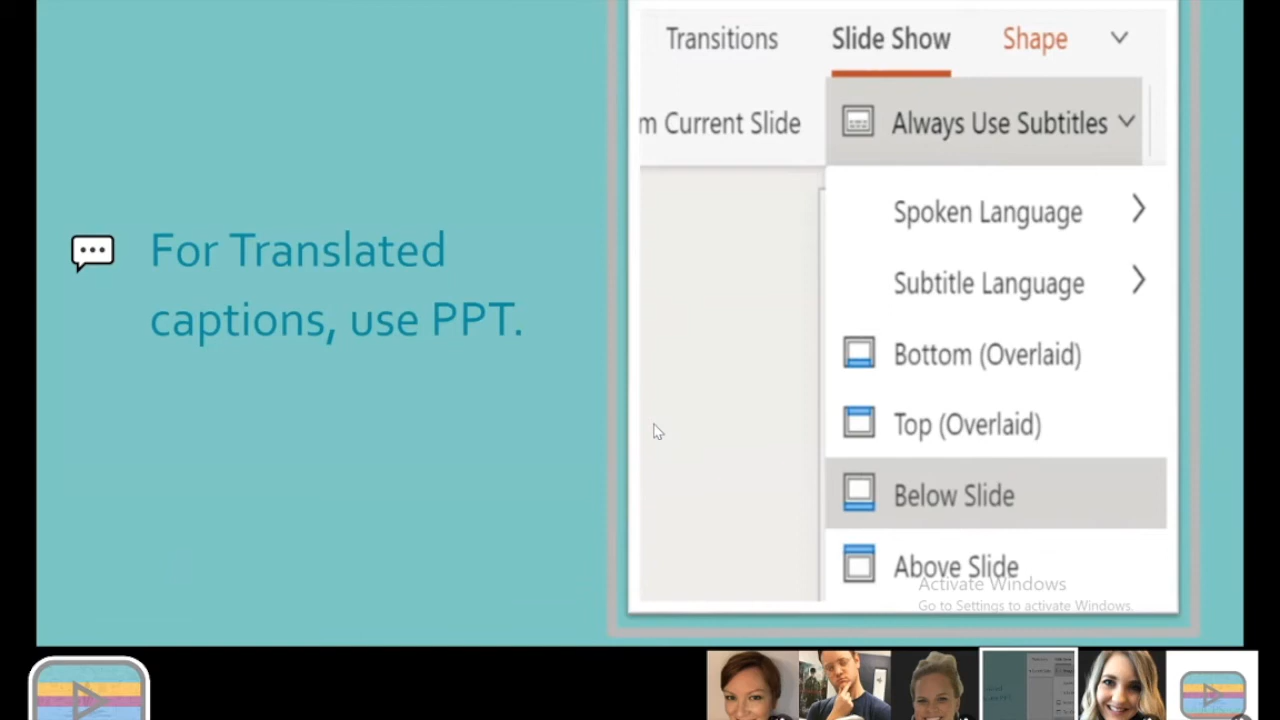 Transitions Slide Show Shape
m Current Slide Always Use Subtitles
Spoken Language
For Translated
Subtitle Language
captions, use PPT.
Bottom (Overlaid)
Top (Overlaid)
Below Slide
Above Slide
Activate Windows
Go to Settings to activate Windows.